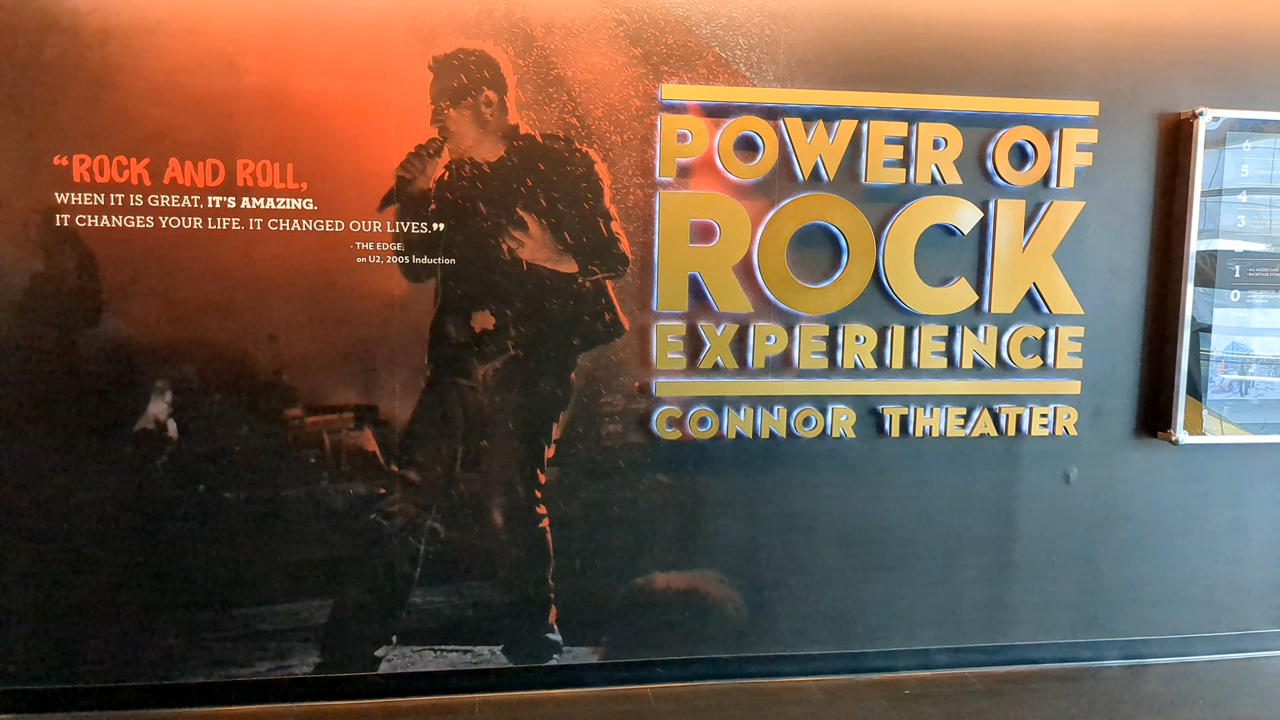 “ROCK AND ROLL,
WHEN IT IS GREAT, IT'S AMAZING.
IT CHANGES YOUR LIFE. IT CHANGED OUR LIVES.”
- THE EDGE,
on U2, 2005 Induction
POWER OF
ROCK
EXPERIENCE
CONNOR THEATER
6
5
4
3
1
0